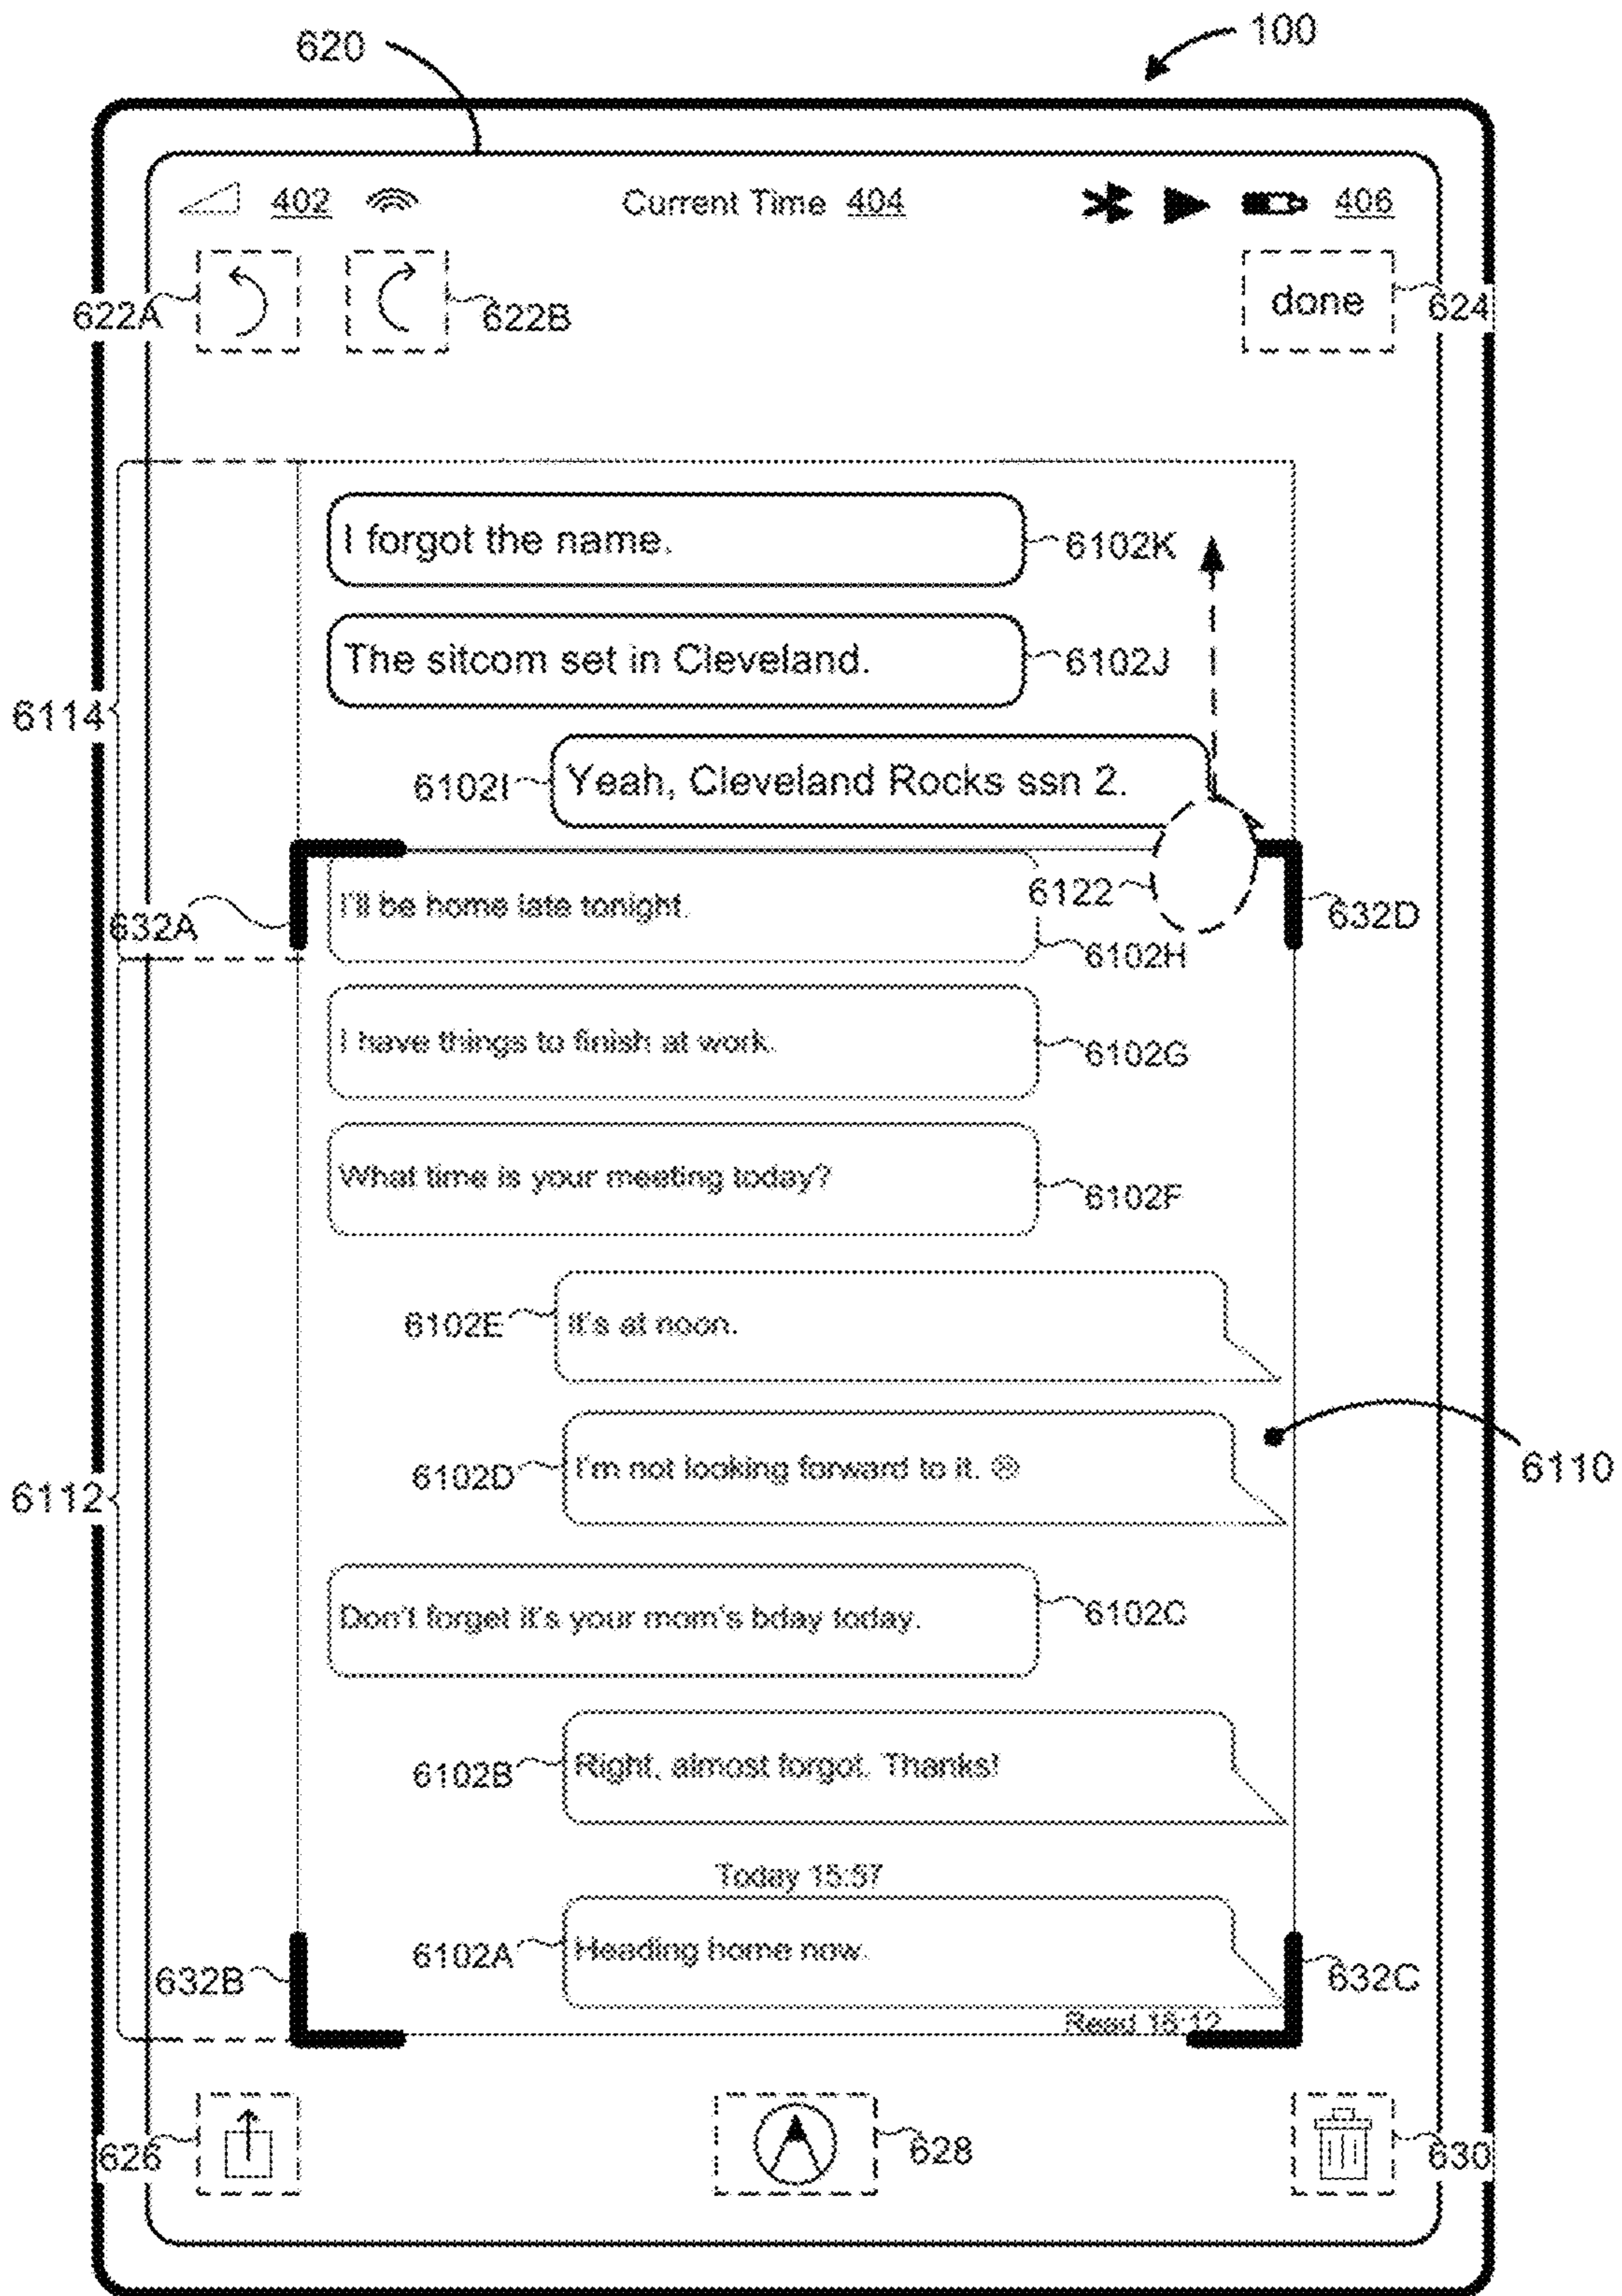 620
100
402
Current Time 404
406
622A
622B
done
624
I forgot the name.
6102K
The sitcom set in Cleveland.
6102J
6114
6102I
Yeah, Cleveland Rocks ssn 2.
I'll be home late tonight.
6122
632A
632D
6102H
I have things to finish at work.
6102G
What time is your meeting today?
6102F
6102E
It's at noon.
6102D
I'm not looking forward to it. ☹
6110
6112
Don't forget it's your mom's bday today.
6102C
6102B
Right, almost forgot. Thanks!
Today 15:57
6102A
Heading home now.
632B
632C
Read 16:12
626
628
630